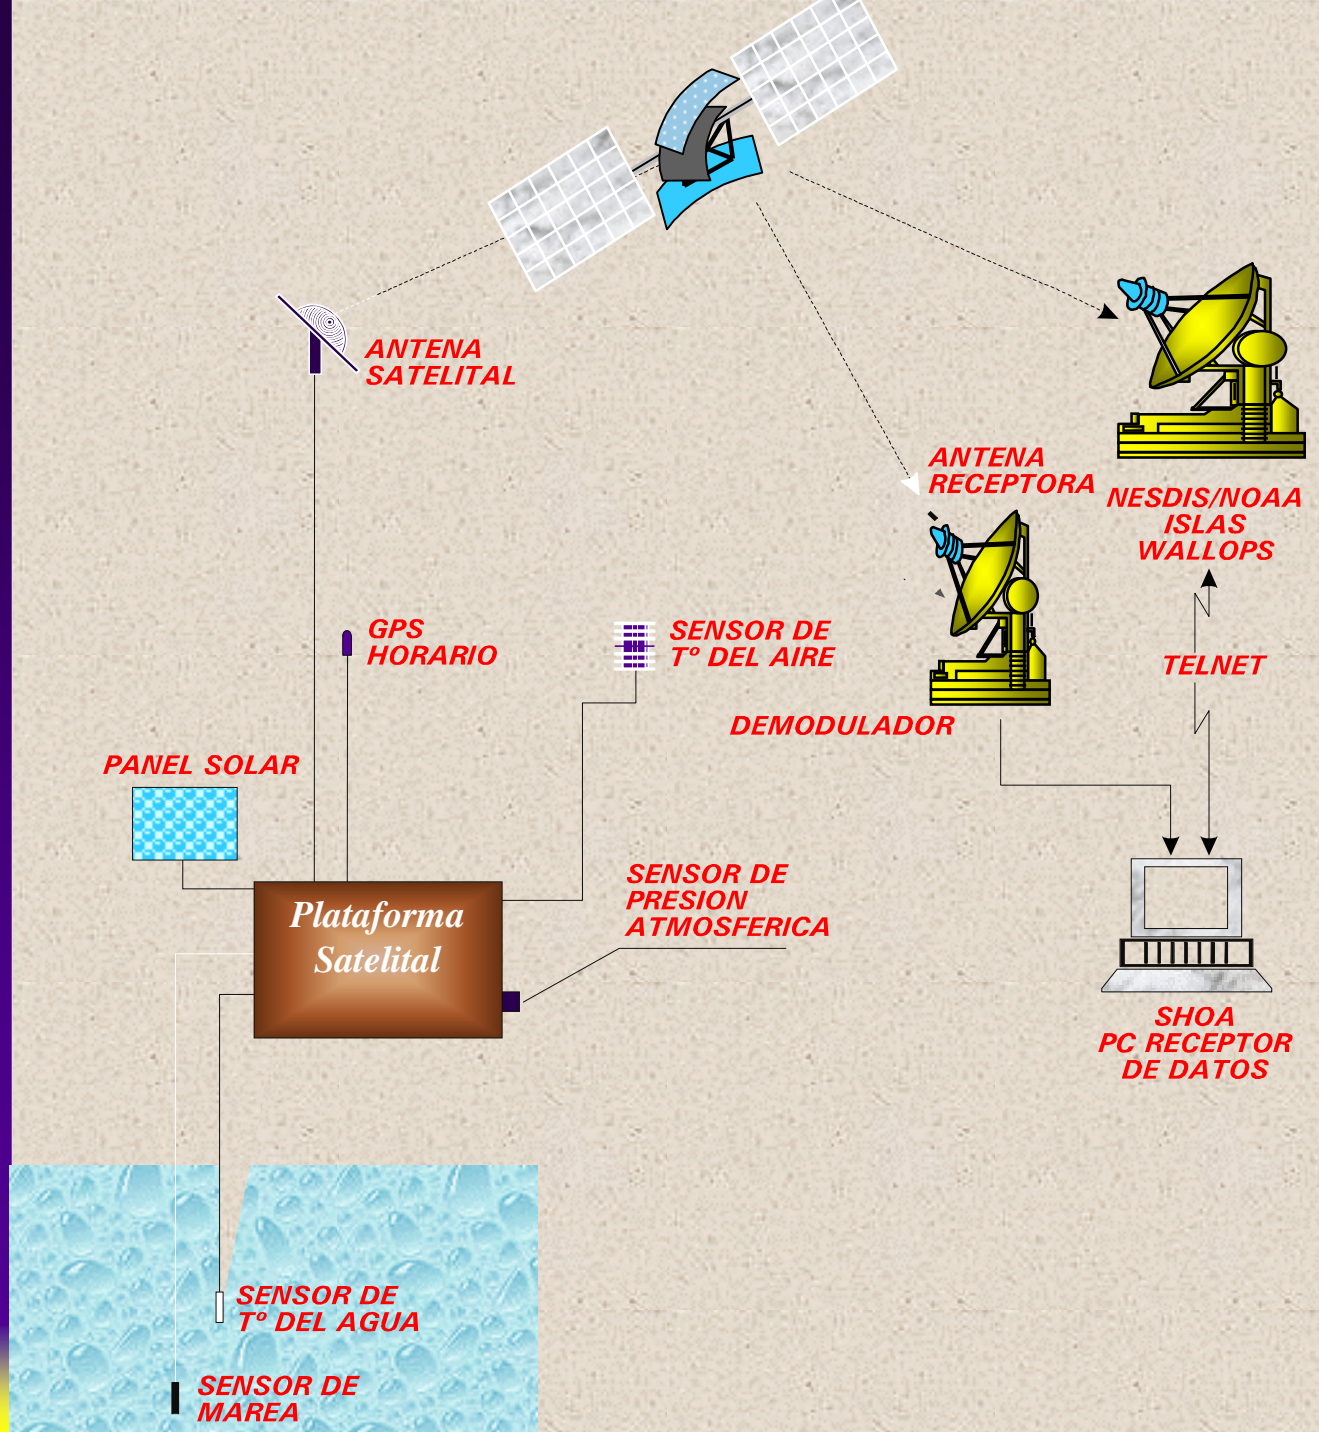 ANTENA
SATELITAL
ANTENA
RECEPTORA
NESDIS/NOAA
ISLAS
WALLOPS
GPS
HORARIO
SENSOR DE
Tº DEL AIRE
TELNET
DEMODULADOR
PANEL SOLAR
SENSOR DE
PRESION
ATMOSFERICA
Plataforma
Satelital
SHOA
PC RECEPTOR
DE DATOS
SENSOR DE
Tº DEL AGUA
SENSOR DE
MAREA